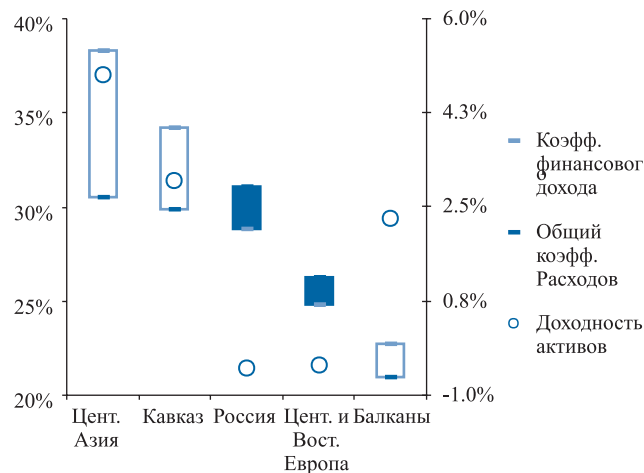 40%
35%
30%
25%
20%
6.0%
4.3%
2.5%
0.8%
-1.0%
Цент.
Азия
Кавказ
Россия
Цент. и
Вост.
Европа
Балканы
Коэфф.
финансовог
о
дохода
Общий
коэфф.
Расходов
Доходность
активов